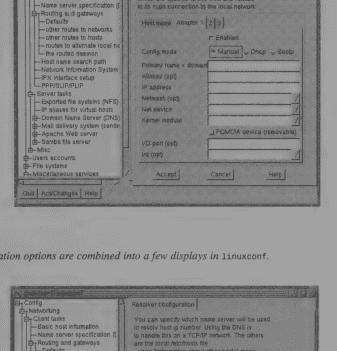 Name server specification (D
Routing and gateways
Defaults
other routes to networks
other routes to hosts
routes to alternate local ne
the routed daemon
Host name search path
Network Information System
IPX interface setup
PPP/SLIP/PLIP
Server tasks
Exported file systems (NFS)
IP aliases for virtual hosts
Domain Name Server (DNS)
Mail delivery system (sendm
Apache Web server
Samba file server
Misc
Users accounts
File systems
Miscellaneous services
Quit Act/Changes Help
is its main connection to the local network.
Host name Adapter 1 2 3
Enabled
Config mode Manual Dhcp Bootp
Primary name + domain
Aliases (opt)
IP address
Netmask (opt)
Net device
Kernel module
PCMCIA device (removable)
I/O port (opt)
Irq (opt)
Accept Cancel Help
ation options are combined into a few displays in linuxconf.
Config
Networking
Client tasks
Basic host information
Name server specification (D
Routing and gateways
Defaults
Resolver configuration
You can specify which name server will be used
to resolve host ip number. Using the DNS is
to handle this on a TCP/IP network. The others
are the local /etc/hosts file